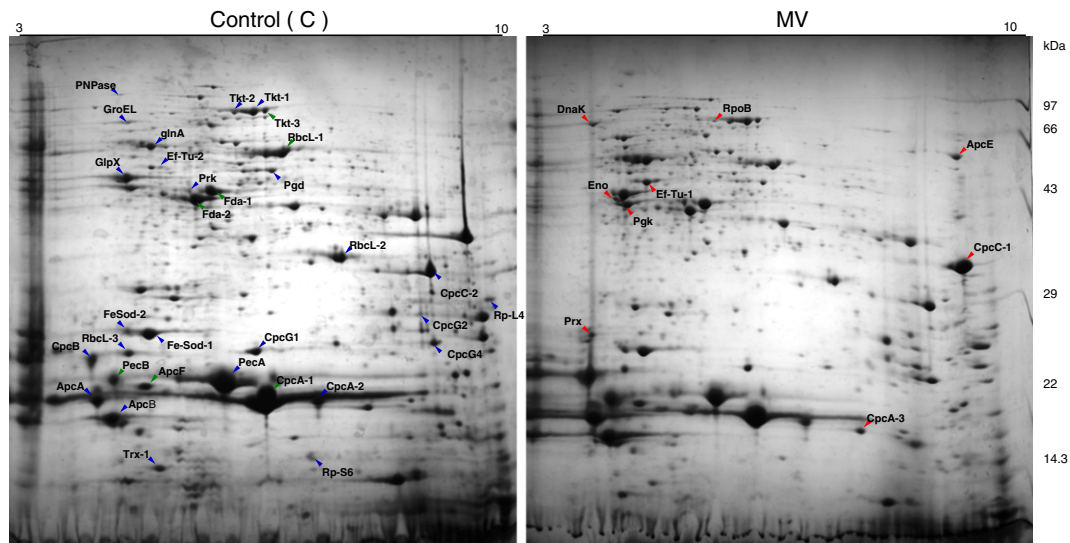 Control ( C )
MV
3
10
3
10
kDa
PNPase
Tkt-2
Tkt-1
97
GroEL
Tkt-3
DnaK
RpoB
66
glnA
RbcL-1
ApcE
Ef-Tu-2
GlpX
Prk
Pgd
Eno
Ef-Tu-1
43
Fda-1
Fda-2
Pgk
RbcL-2
CpcC-1
CpcC-2
29
FeSod-2
CpcG2
Rp-L4
Prx
RbcL-3
Fe-Sod-1
CpcG1
CpcB
CpcG4
PecB
ApcF
PecA
ApcA
CpcA-1
CpcA-2
22
ApcB
CpcA-3
Trx-1
Rp-S6
14.3